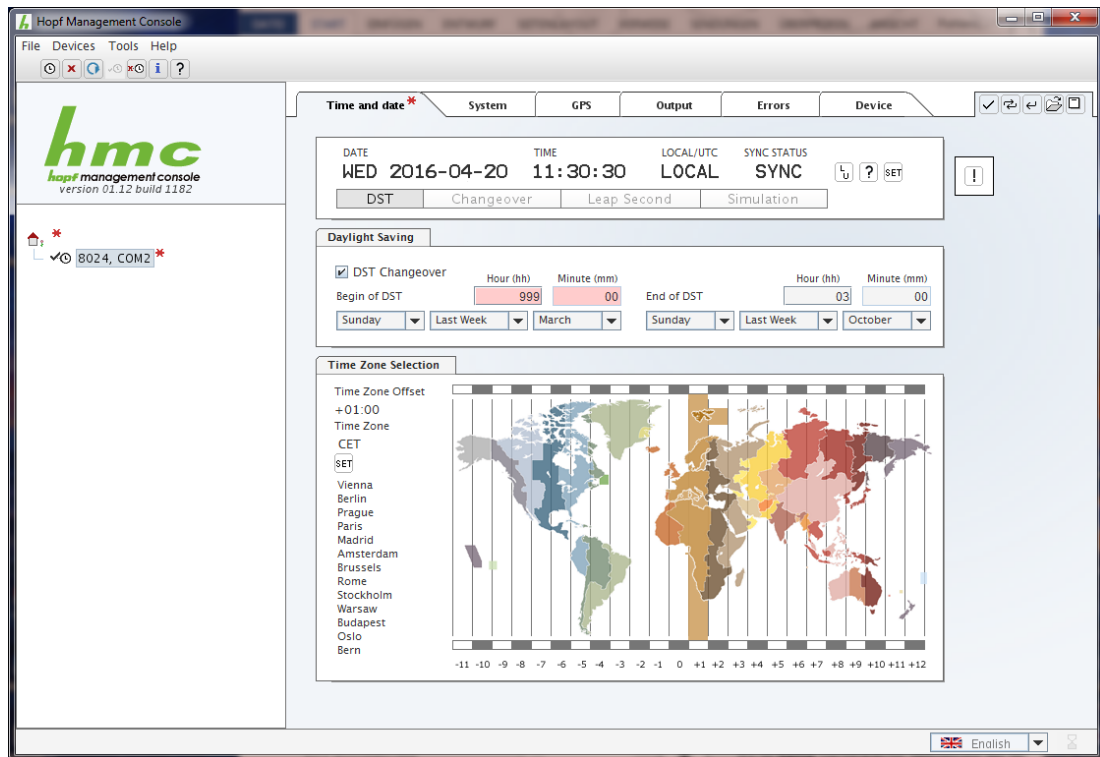 Hopf Management Console
File Devices Tools Help
hmc
hopf management console
version 01.12 build 1182
8024, COM2
Time and date System GPS Output Errors Device
DATE TIME LOCAL/UTC SYNC STATUS
WED 2016-04-20 11:30:30 LOCAL SYNC L U ? SET !
DST Changeover Leap Second Simulation
Daylight Saving
DST Changeover
Hour (hh) Minute (mm) Hour (hh) Minute (mm)
Begin of DST 999 00 End of DST 03 00
Sunday Last Week March Sunday Last Week October
Time Zone Selection
Time Zone Offset
+01:00
Time Zone
CET
SET
Vienna
Berlin
Prague
Paris
Madrid
Amsterdam
Brussels
Rome
Stockholm
Warsaw
Budapest
Oslo
Bern
-11 -10 -9 -8 -7 -6 -5 -4 -3 -2 -1 0 +1 +2 +3 +4 +5 +6 +7 +8 +9 +10 +11 +12
English